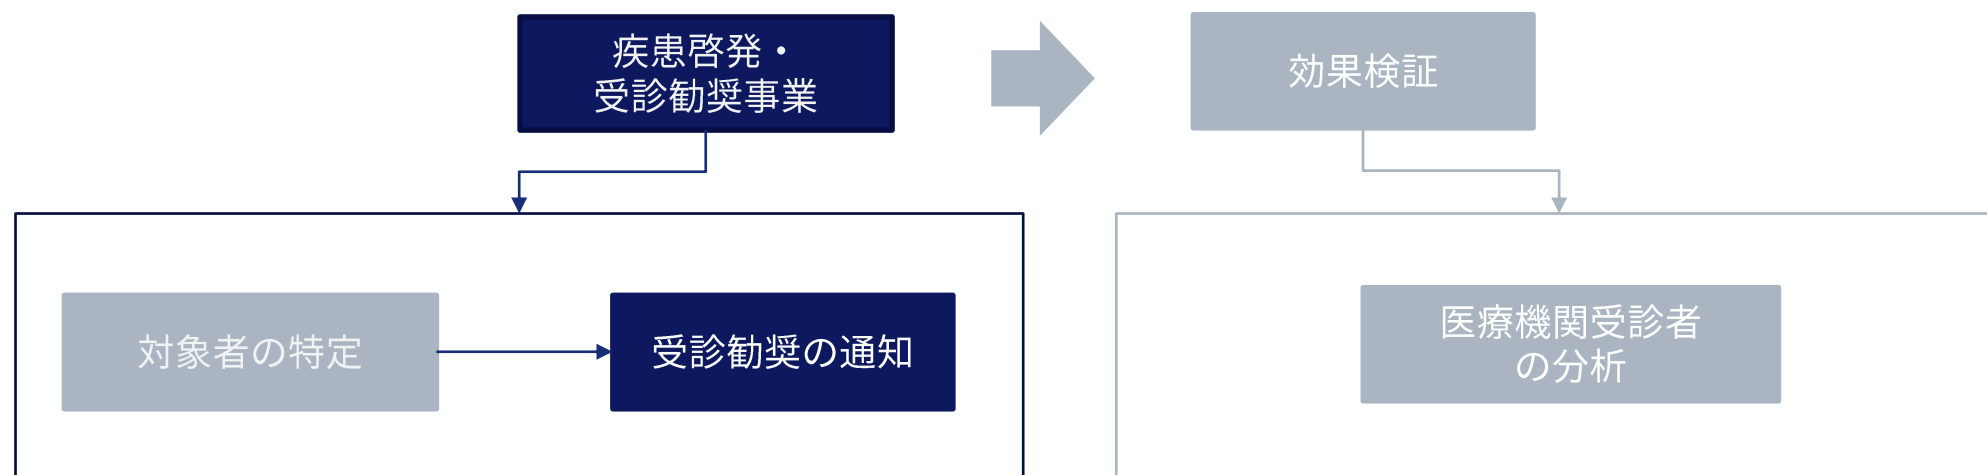 疾患啓発・
受診勧奨事業
効果検証
対象者の特定
受診勧奨の通知
医療機関受診者
の分析